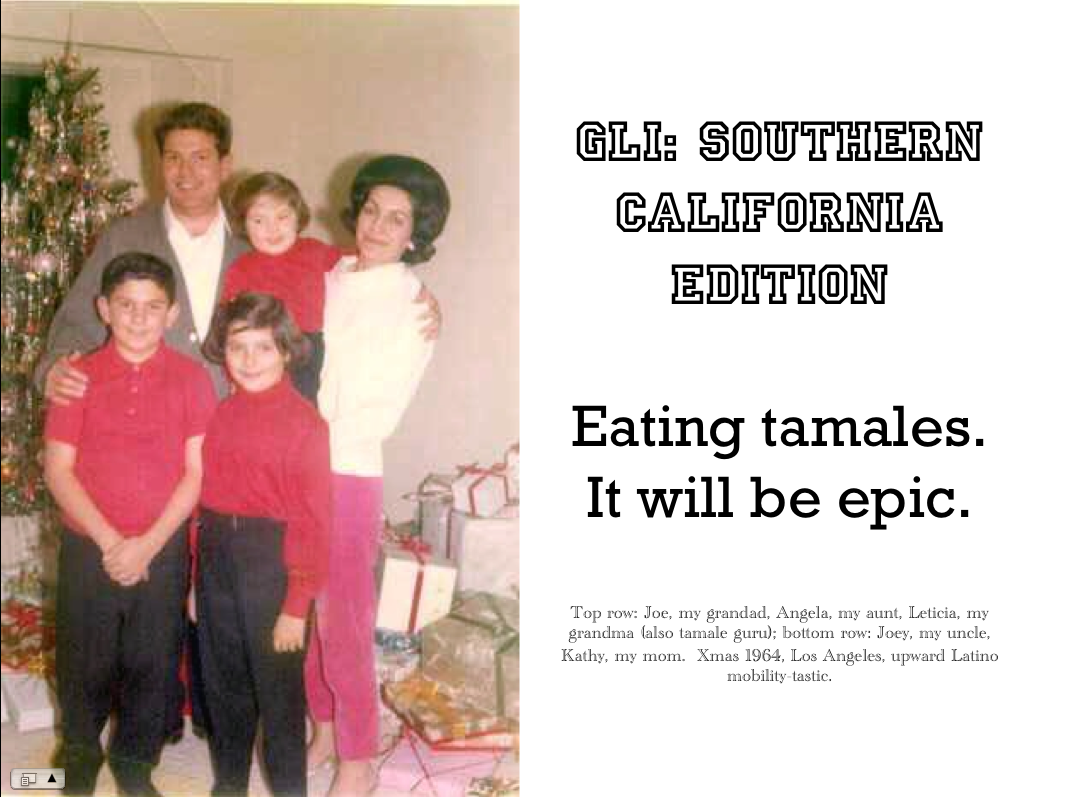 GLI: SOUTHERN
CALIFORNIA
EDITION
Eating tamales.
It will be epic.
Top row: Joe, my grandad, Angela, my aunt, Leticia, my
grandma (also tamale guru); bottom row: Joey, my uncle,
Kathy, my mom. Xmas 1964, Los Angeles, upward Latino
mobility-tastic.